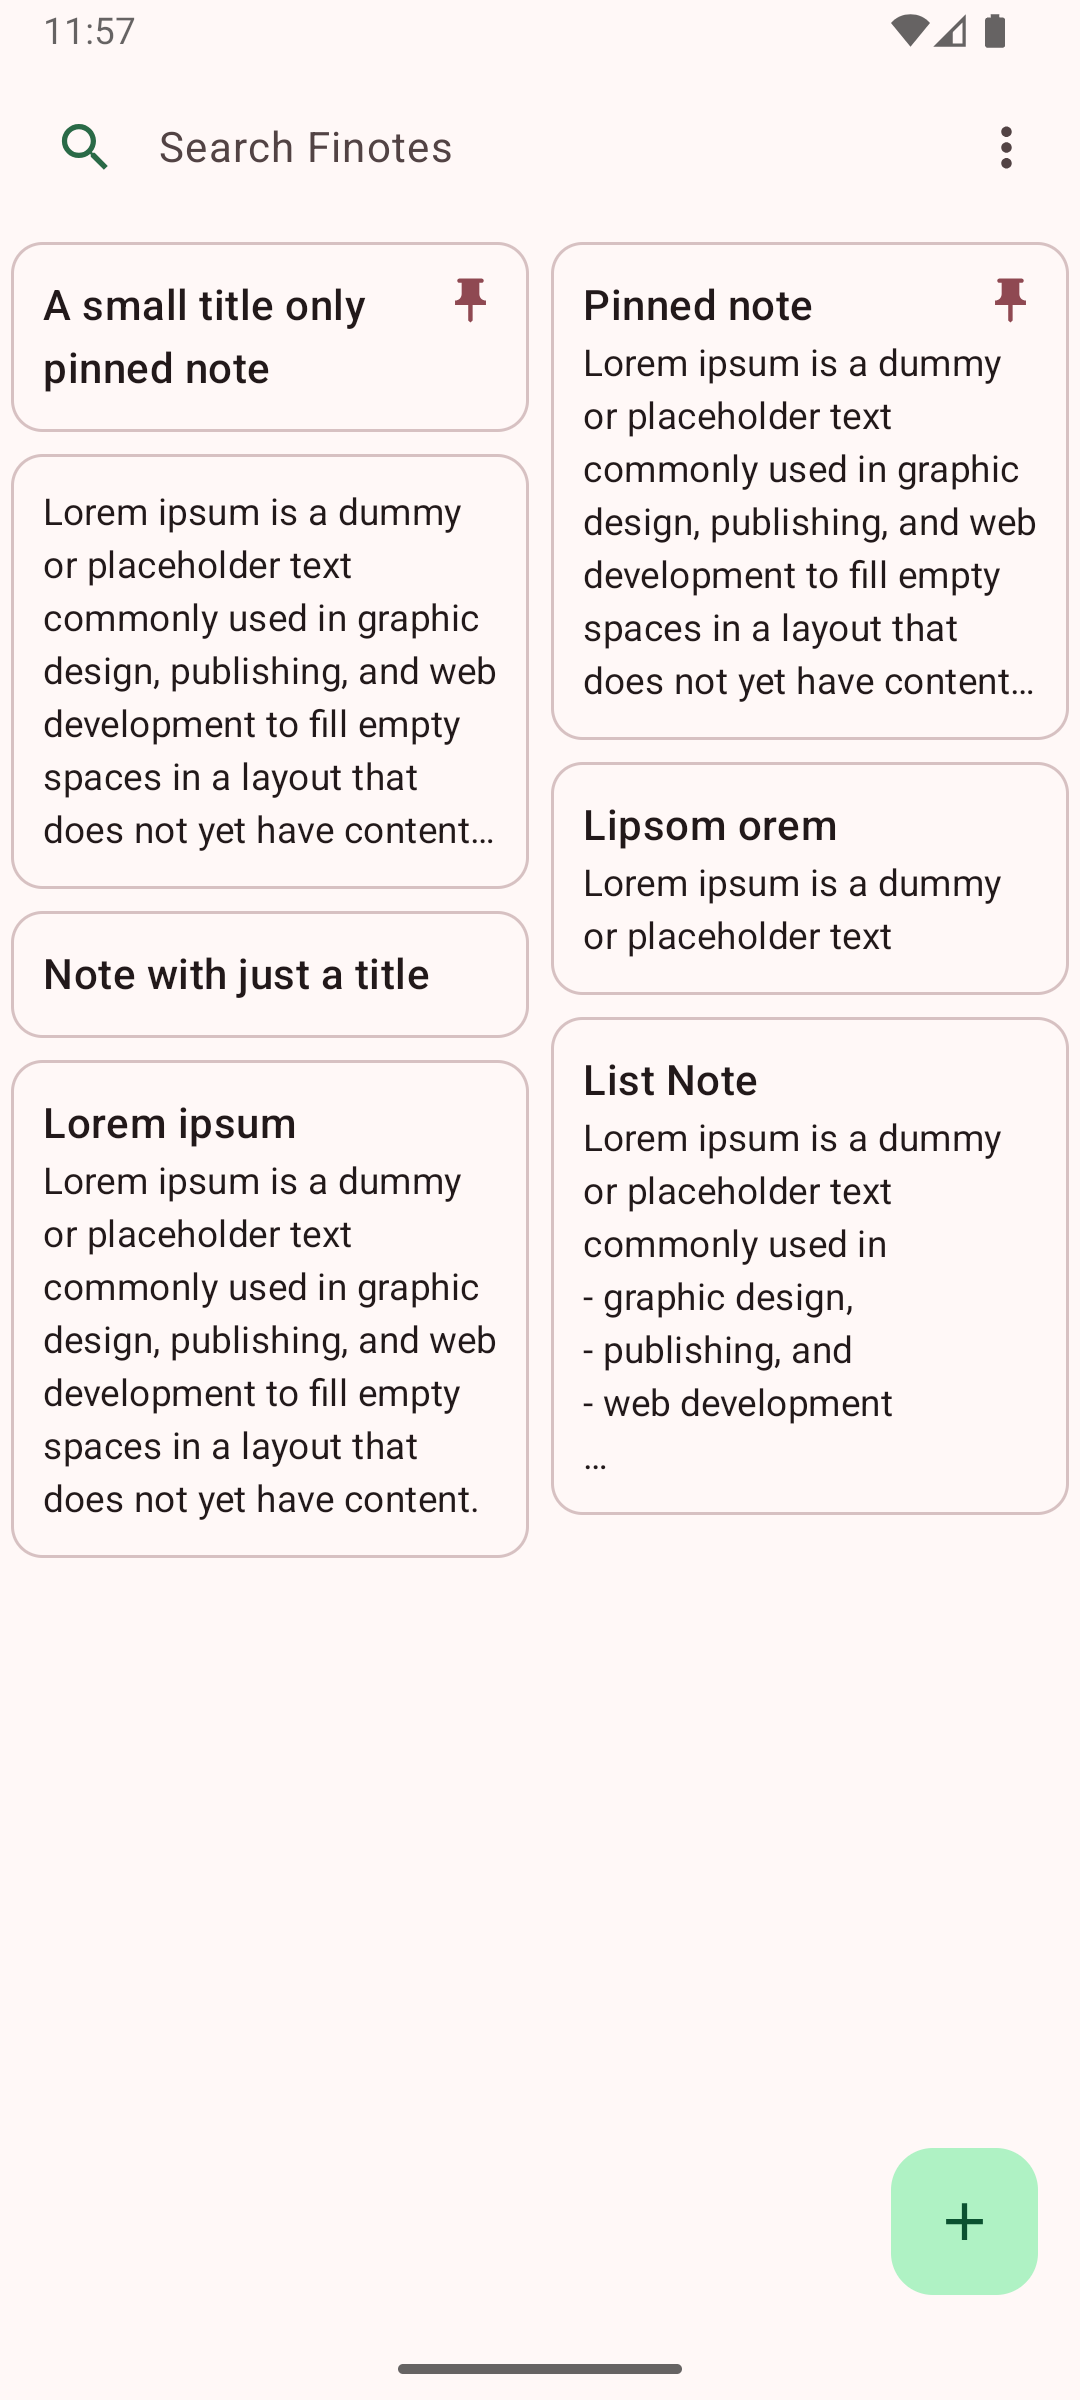 11:57
Search Finotes
A small title only
pinned note
Pinned note
Lorem ipsum is a dummy
or placeholder text
commonly used in graphic
design, publishing, and web
development to fill empty
spaces in a layout that
does not yet have content...
Lorem ipsum is a dummy
or placeholder text
commonly used in graphic
design, publishing, and web
development to fill empty
spaces in a layout that
does not yet have content...
Lipsom orem
Lorem ipsum is a dummy
or placeholder text
Note with just a title
List Note
Lorem ipsum is a dummy
or placeholder text
commonly used in
- graphic design,
- publishing, and
- web development
...
Lorem ipsum
Lorem ipsum is a dummy
or placeholder text
commonly used in graphic
design, publishing, and web
development to fill empty
spaces in a layout that
does not yet have content.